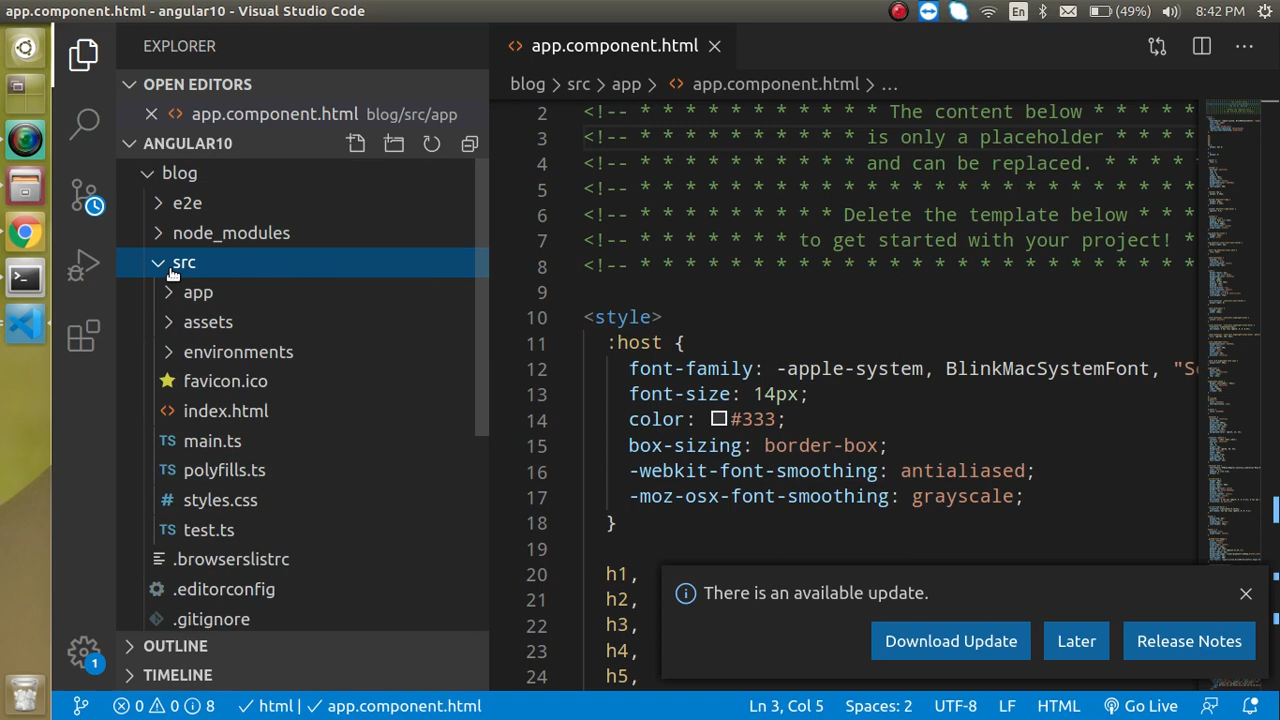 app.component.html - angular10 - Visual Studio Code
En
(49%)
8:42 PM
EXPLORER
OPEN EDITORS
app.component.html blog/src/app
ANGULAR10
blog
e2e
node_modules
src
app
assets
environments
favicon.ico
index.html
TS main.ts
TS polyfills.ts
# styles.css
TS test.ts
.browserslistrc
.editorconfig
.gitignore
OUTLINE
TIMELINE
1
app.component.html
blog > src > app > app.component.html > ...
2 <!-- * * * * * * * * * * * The content below * * * * *
3 <!-- * * * * * * * * * * is only a placeholder * * * *
4 <!-- * * * * * * * * * * and can be replaced. * * * *
5 <!-- * * * * * * * * * * * * * * * * * * * * * * * * *
6 <!-- * * * * * * * * * Delete the template below * * *
7 <!-- * * * * * * * to get started with your project! *
8 <!-- * * * * * * * * * * * * * * * * * * * * * * * * *
9
10 <style>
11 :host {
12 font-family: -apple-system, BlinkMacSystemFont, "Se
13 font-size: 14px;
14 color: #333;
15 box-sizing: border-box;
16 -webkit-font-smoothing: antialiased;
17 -moz-osx-font-smoothing: grayscale;
18 }
19
20 h1,
21 h2,
22 h3,
23 h4,
24 h5,
There is an available update.
Download Update
Later
Release Notes
0 0 8
html | app.component.html
Ln 3, Col 5
Spaces: 2
UTF-8
LF
HTML
Go Live